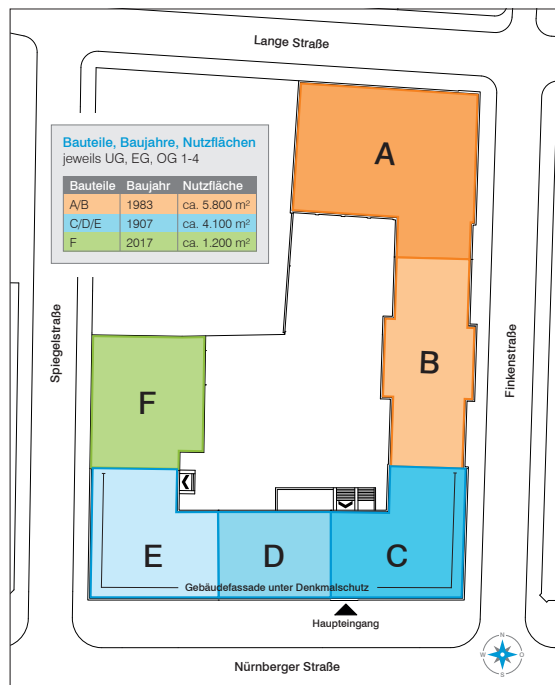 Lange Straße
A
Bauteile, Baujahre, Nutzflächen
jeweils UG, EG, OG 1-4
Bauteile Baujahr Nutzfläche
A/B 1983 ca. 5.800 m²
C/D/E 1907 ca. 4.100 m²
F 2017 ca. 1.200 m²
Spiegelstraße
Finkenstraße
B
F
E
D
C
Gebäudefassade unter Denkmalschutz
Haupteingang
Nürnberger Straße
N
W O
S